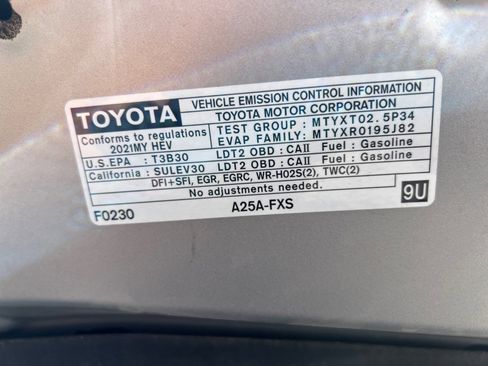 TOYOTA
VEHICLE EMISSION CONTROL INFORMATION
TOYOTA MOTOR CORPORATION
Conforms to regulations
2021MY HEV
TEST GROUP : MTYXT02.5P34
EVAP FAMILY: MTYXR0195J82
U.S.EPA : T3B30 LDT2 OBD : CAII Fuel : Gasoline
California : SULEV30 LDT2 OBD : CAII Fuel : Gasoline
DFI+SFI, EGR, EGRC, WR-HO2S(2), TWC(2)
No adjustments needed.
F0230 A25A-FXS 9U